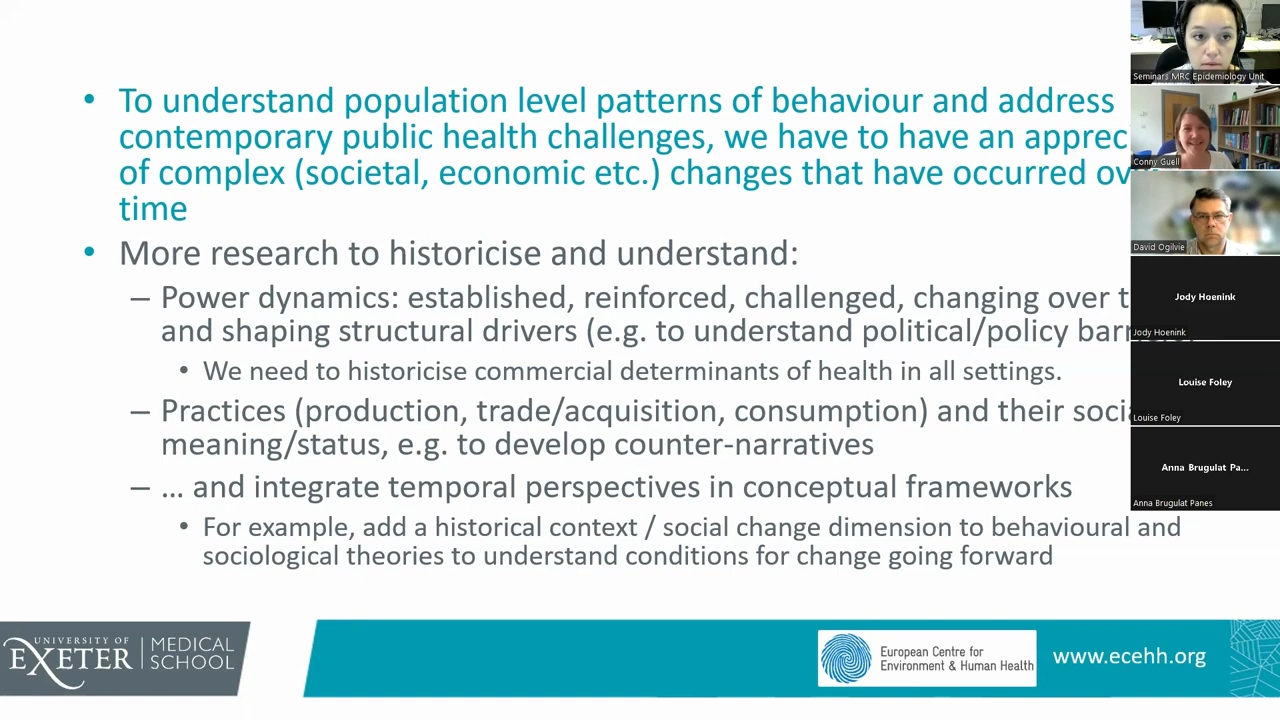 • To understand population level patterns of behaviour and address
contemporary public health challenges, we have to have an apprec
of complex (societal, economic etc.) changes that have occurred ov
time
• More research to historicise and understand:
– Power dynamics: established, reinforced, challenged, changing over t
and shaping structural drivers (e.g. to understand political/policy bar
• We need to historicise commercial determinants of health in all settings.
– Practices (production, trade/acquisition, consumption) and their soci
meaning/status, e.g. to develop counter-narratives
– … and integrate temporal perspectives in conceptual frameworks
• For example, add a historical context / social change dimension to behavioural and
sociological theories to understand conditions for change going forward
Seminars MRC Epidemiology Unit
Conny Guell
David Ogilvie
Jody Hoenink
Jody Hoenink
Louise Foley
Louise Foley
Anna Brugulat Pa...
Anna Brugulat Panes
UNIVERSITY OF
EXETER
MEDICAL
SCHOOL
European Centre for
Environment & Human Health
www.ecehh.org